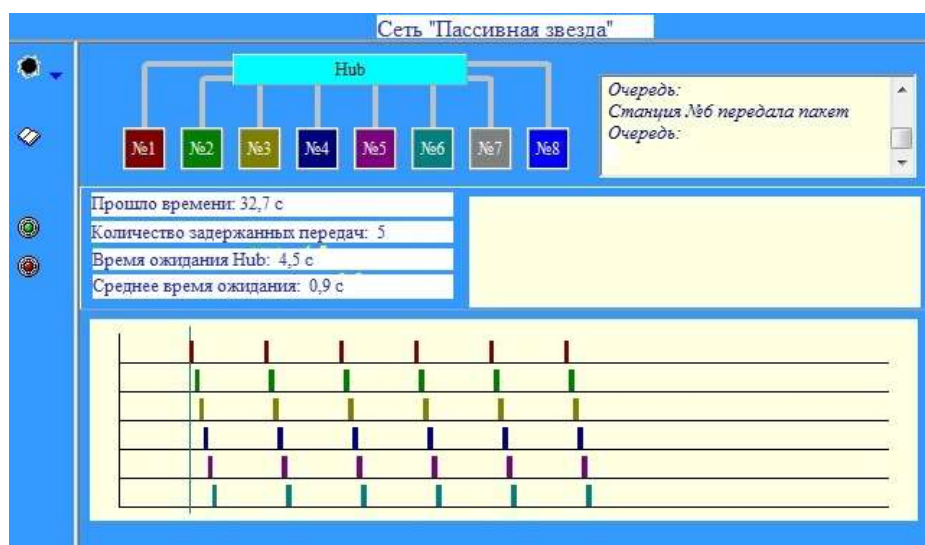 Сеть "Пассивная звезда"
Hub
№1 №2 №3 №4 №5 №6 №7 №8
Очередь:
Станция №6 передала пакет
Очередь:
Прошло времени: 32,7 с
Количество задержанных передач: 5
Время ожидания Hub: 4,5 с
Среднее время ожидания: 0,9 с